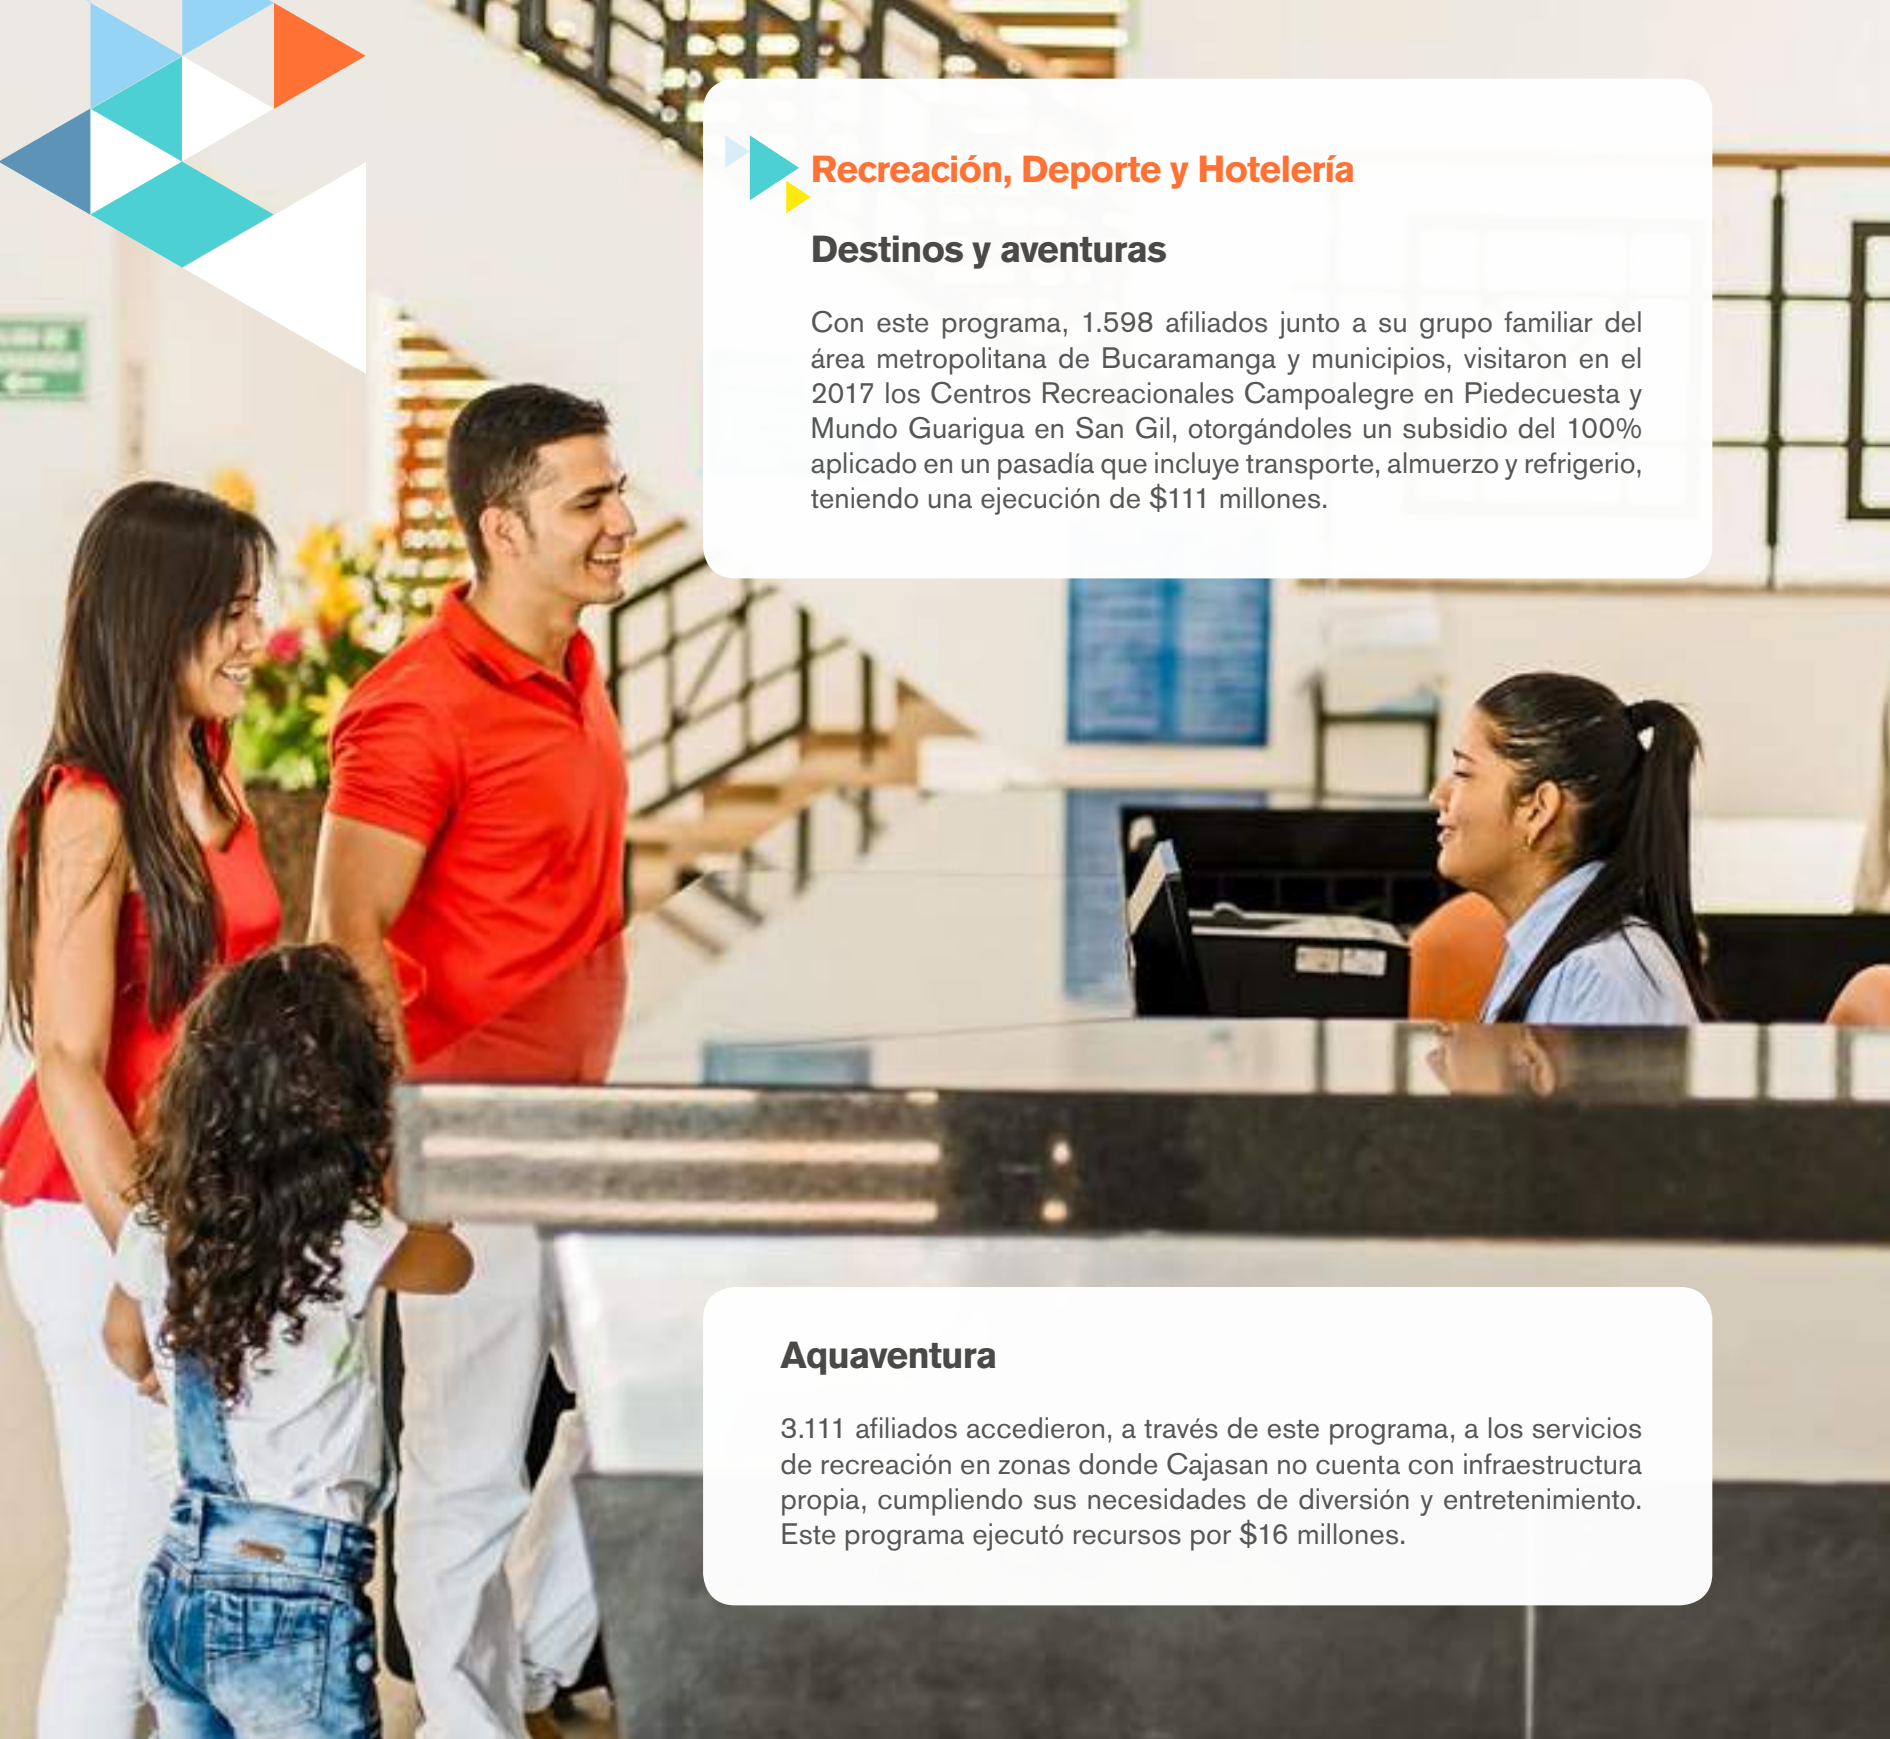 Recreación, Deporte y Hotelería
Destinos y aventuras
Con este programa, 1.598 afiliados junto a su grupo familiar del
área metropolitana de Bucaramanga y municipios, visitaron en el
2017 los Centros Recreacionales Campoalegre en Piedecuesta y
Mundo Guarigua en San Gil, otorgándoles un subsidio del 100%
aplicado en un pasadía que incluye transporte, almuerzo y refrigerio,
teniendo una ejecución de $111 millones.
Aquaventura
3.111 afiliados accedieron, a través de este programa, a los servicios
de recreación en zonas donde Cajasan no cuenta con infraestructura
propia, cumpliendo sus necesidades de diversión y entretenimiento.
Este programa ejecutó recursos por $16 millones.